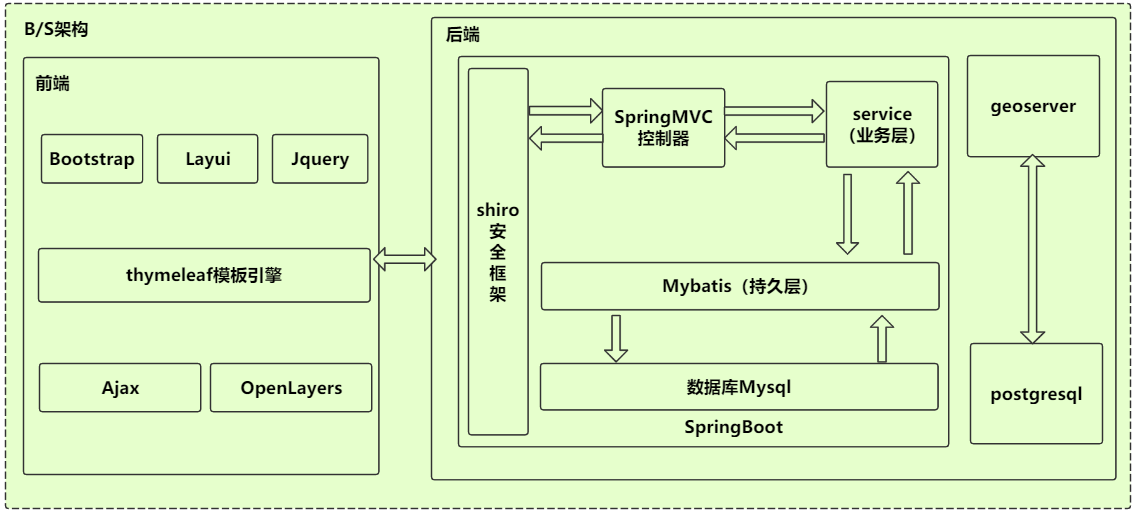 B/S架构
前端
Bootstrap
Layui
Jquery
thymeleaf模板引擎
Ajax
OpenLayers
后端
shiro
安
全
框
架
SpringMVC
控制器
service
（业务层）
Mybatis（持久层）
数据库Mysql
SpringBoot
geoserver
postgresql